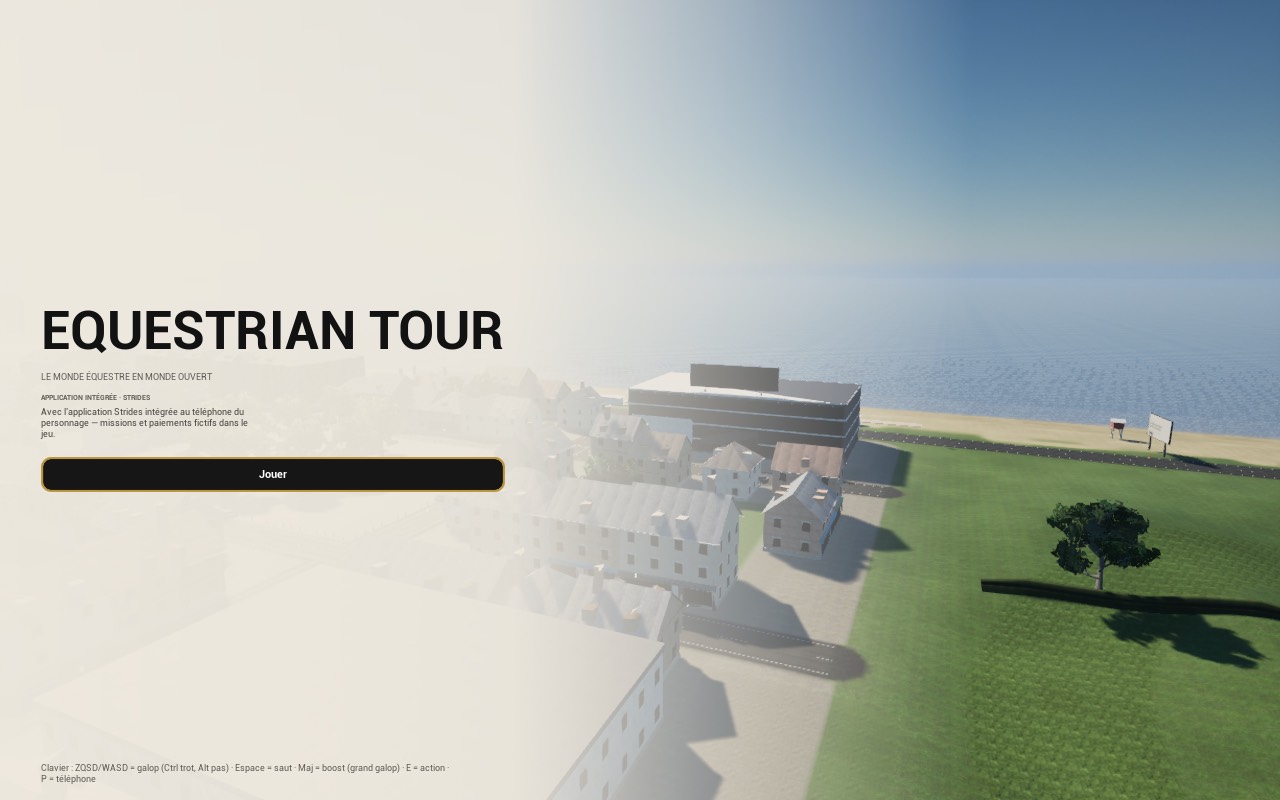 EQUESTRIAN TOUR
LE MONDE ÉQUESTRE EN MONDE OUVERT
APPLICATION INTÉGRÉE · STRIDES
Avec l'application Strides intégrée au téléphone du
personnage — missions et paiements fictifs dans le
jeu.
Jouer
Clavier : ZQSD/WASD = galop (Ctrl trot, Alt pas) · Espace = saut · Maj = boost (grand galop) · E = action ·
P = téléphone